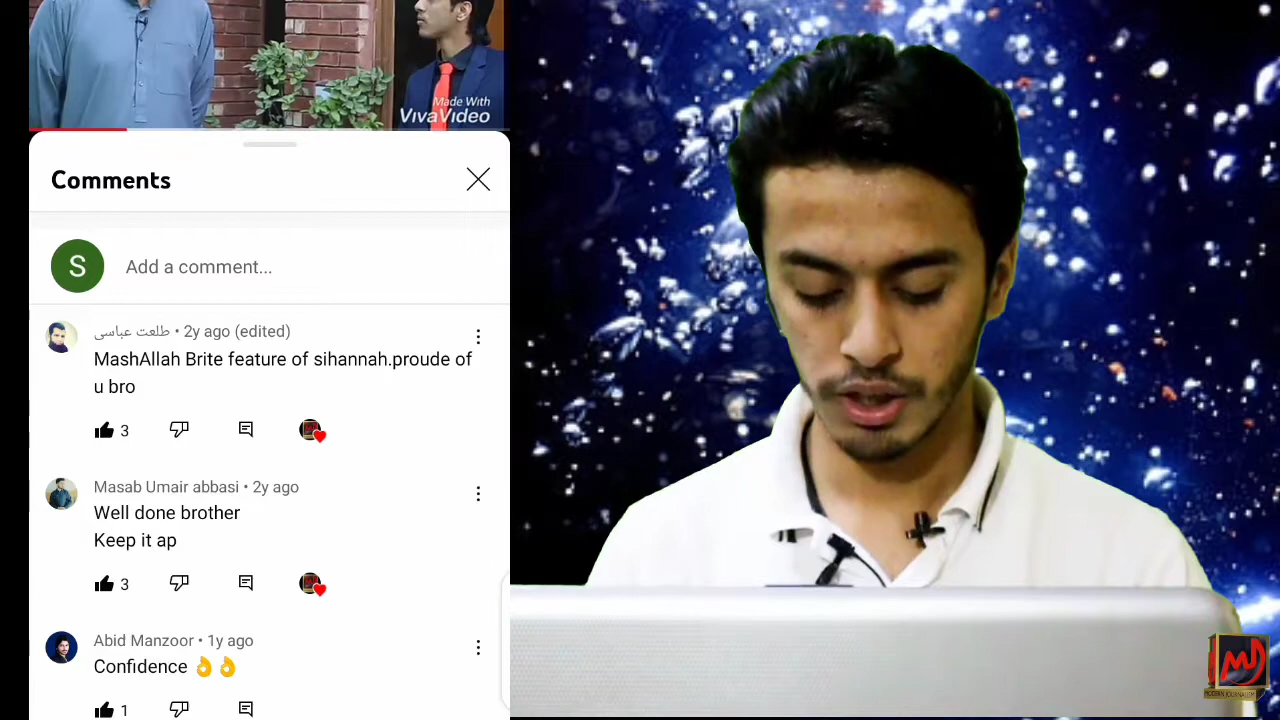 Made With
VivaVideo
Comments
S
Add a comment...
طلعت عباسی • 2y ago (edited)
MashAllah Brite feature of sihannah.proude of
u bro
3
Masab Umair abbasi • 2y ago
Well done brother
Keep it ap
3
Abid Manzoor • 1y ago
Confidence 👌👌
1
MODERN JOURNALISM